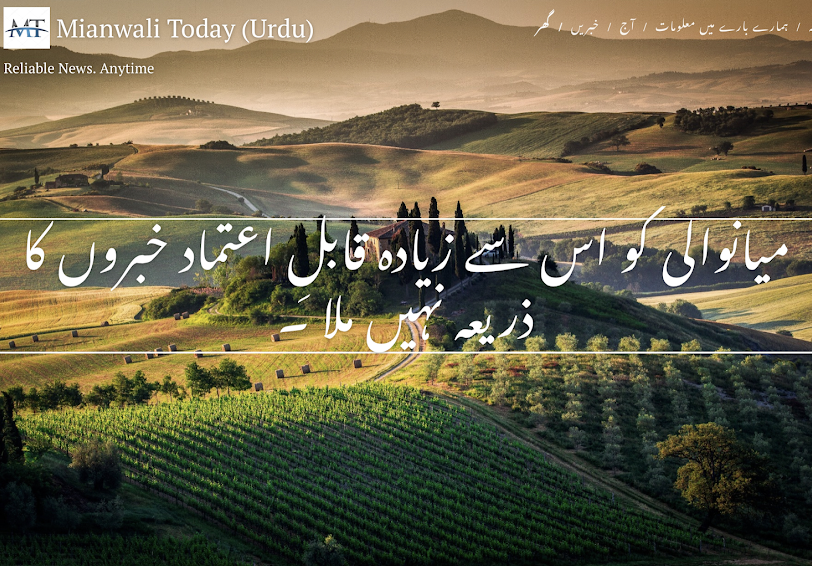 MT
Mianwali Today (Urdu)
گھر / خبریں / آج / ہمارے بارے میں معلومات /
Reliable News. Anytime
میانوالی کو اس سے زیادہ قابلِ اعتماد خبروں کا
ذریعہ نہیں ملا ۔